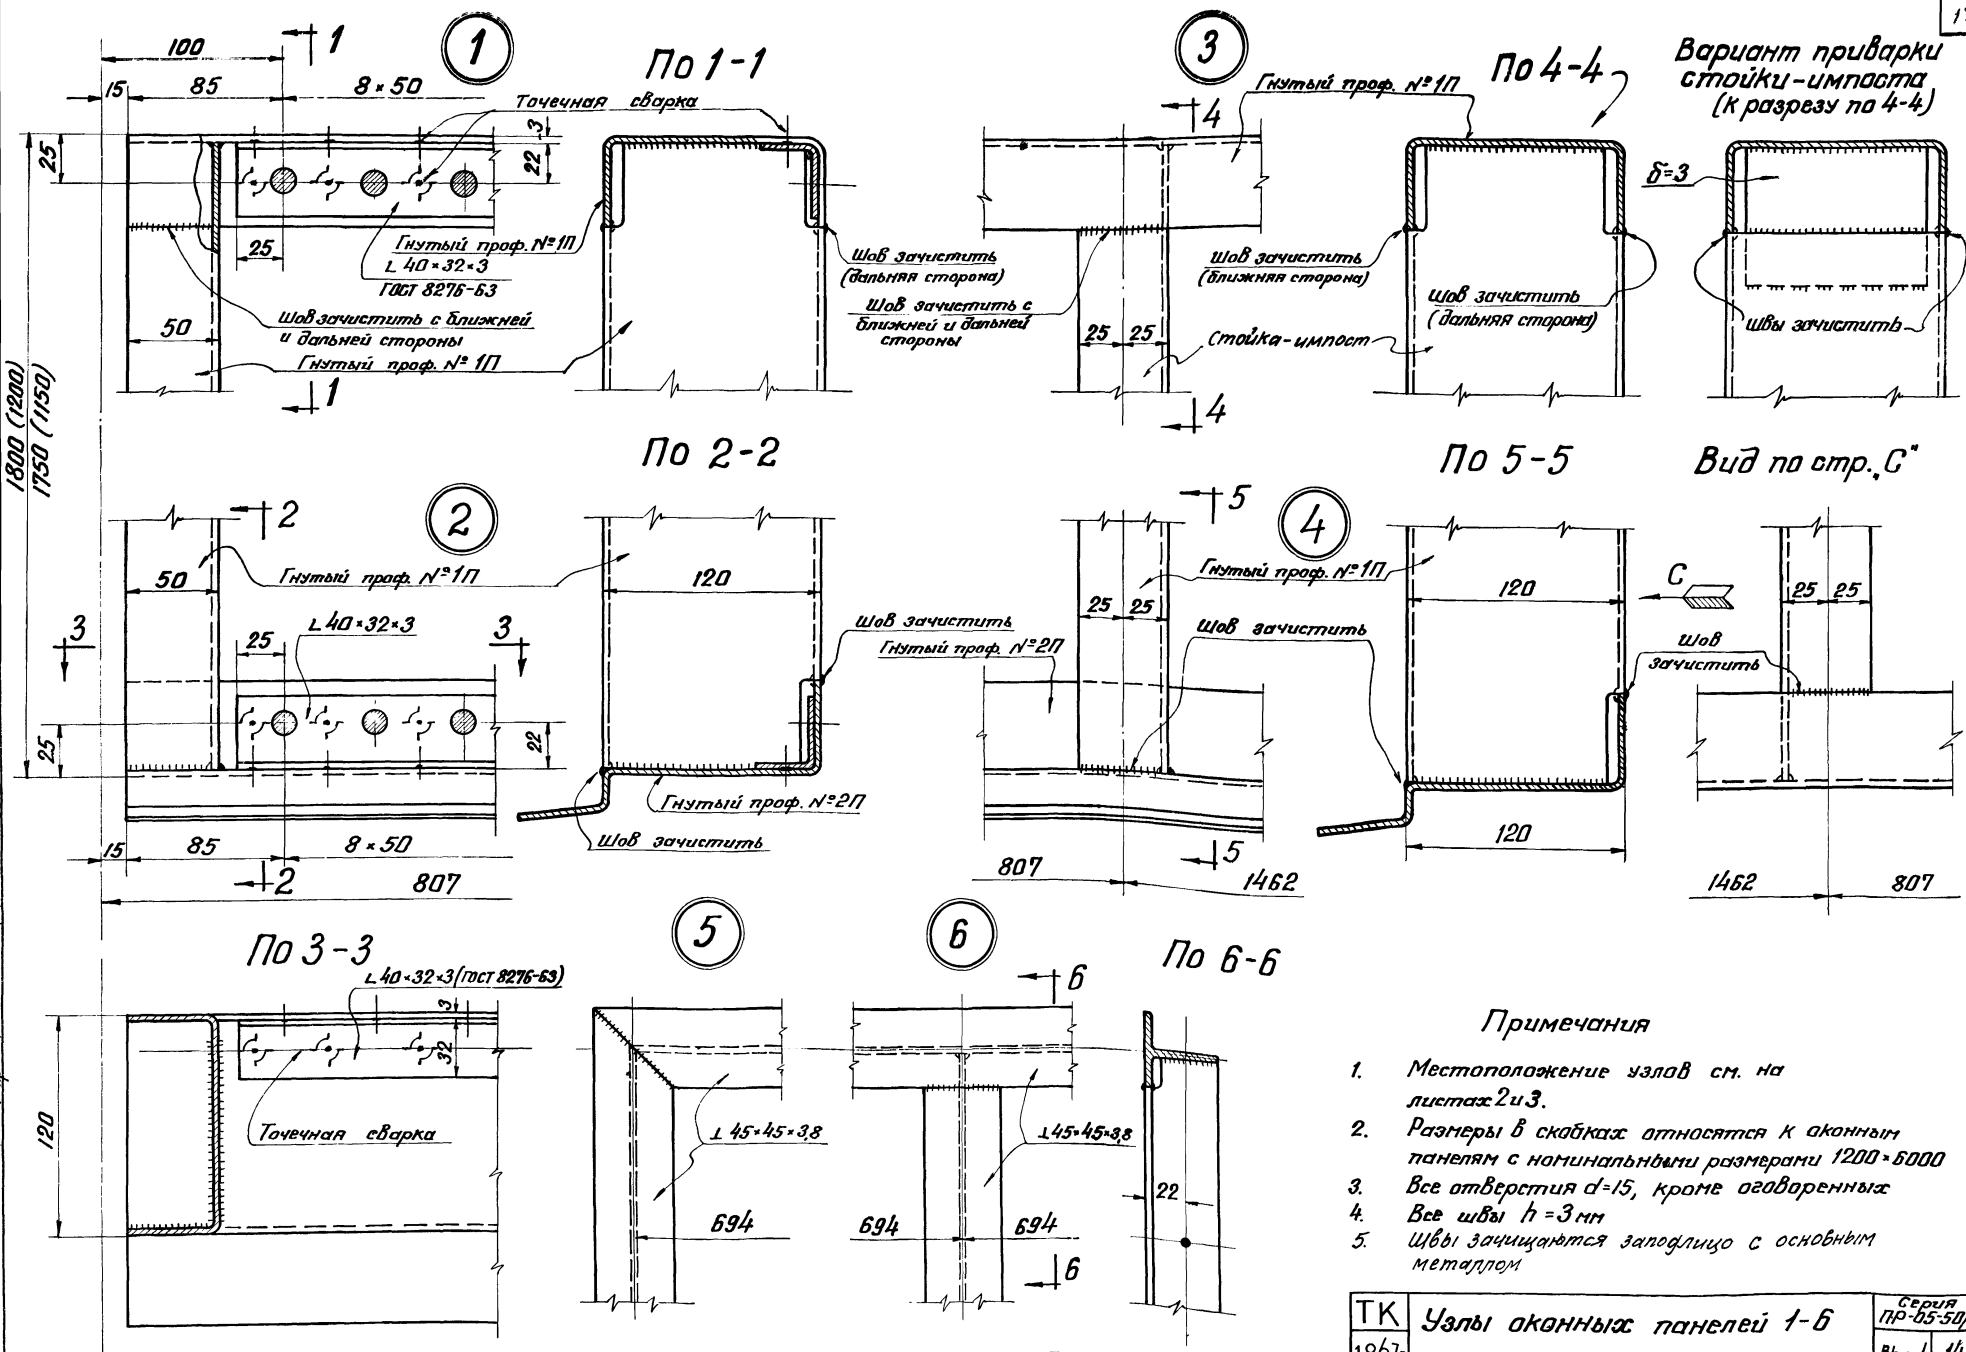 100
15
85
8×50
1
1
По 1-1
Точечная сварка
3
22
25
25
Гнутый проф. №1П
∟ 40×32×3
ГОСТ 8276-63
Шов зачистить
(дальняя сторона)
Шов зачистить с ближней
и дальней стороны
50
Гнутый проф. №1П
1
1800 (1200)
1750 (1150)
3
Гнутый проф. №1П
4
25
25
Шов зачистить с
ближней и дальней
стороны
Стойка-импост
4
По 4-4
Шов зачистить
(ближняя сторона)
Шов зачистить
(дальняя сторона)
Вариант приварки
стойки-импоста
(к разрезу по 4-4)
δ=3
Швы зачистить
2
2
По 2-2
50
Гнутый проф. №1П
120
∟40×32×3
3
3
25
25
22
Шов зачистить
Гнутый проф. №2П
Шов зачистить
15
85
8×50
2
807
5
4
По 5-5
Гнутый проф. №1П
25
25
120
Гнутый проф. №2П
Шов зачистить
120
5
807
1462
Вид по стр. „С"
С
25
25
Шов
зачистить
1462
807
По 3-3
∟40×32×3 (ГОСТ 8276-63)
3
32
120
Точечная сварка
5
⊥ 45×45×3,8
694
6
6
⊥45×45×3,8
694
694
6
По 6-6
22
Примечания
1. Местоположение узлов см. на
листах 2 и 3.
2. Размеры в скобках относятся к оконным
панелям с номинальными размерами 1200×6000
3. Все отверстия d=15, кроме оговоренных
4. Все швы h=3 мм
5. Швы зачищаются заподлицо с основным
металлом
ТК
Узлы оконных панелей 1-6
Серия
ПР-05-50